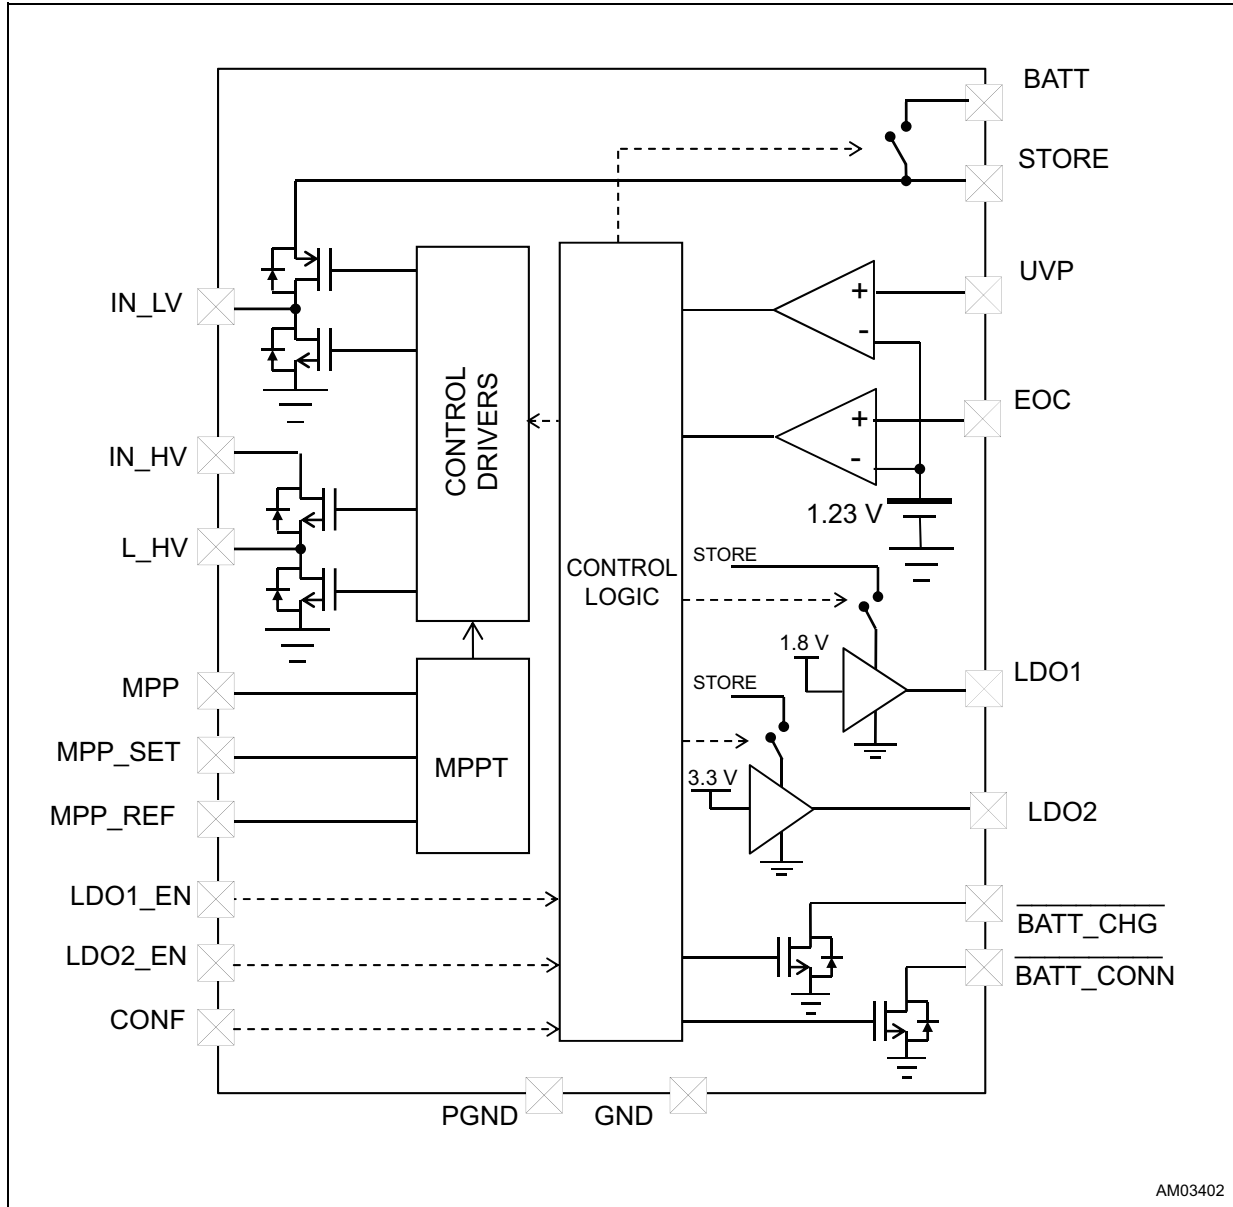 BATT
STORE
UVP
IN_LV
+
-
EOC
+
-
CONTROL
DRIVERS
IN_HV
1.23 V
L_HV
STORE
CONTROL
LOGIC
1.8 V
LDO1
MPP
STORE
MPP_SET
MPPT
3.3 V
MPP_REF
LDO2
LDO1_EN
BATT_CHG
LDO2_EN
BATT_CONN
CONF
PGND
GND
AM03402